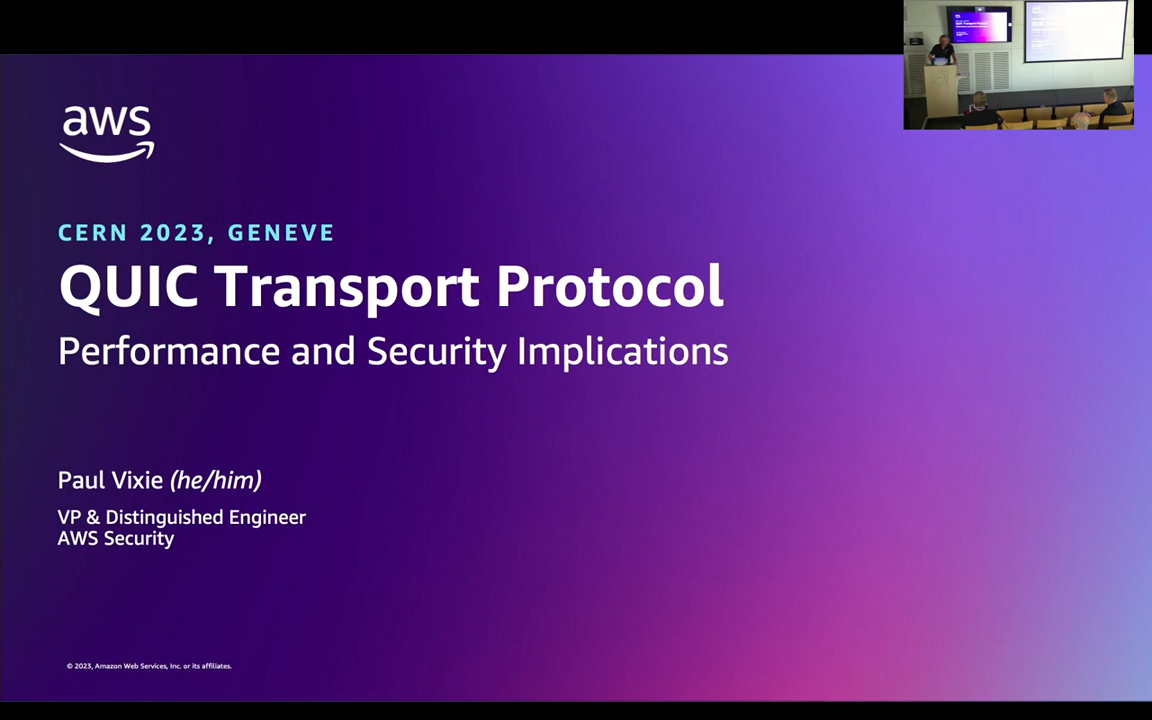 aws
CERN 2023, GENEVE
QUIC Transport Protocol
Performance and Security Implications
Paul Vixie (he/him)
VP & Distinguished Engineer
AWS Security
© 2023, Amazon Web Services, Inc. or its affiliates.